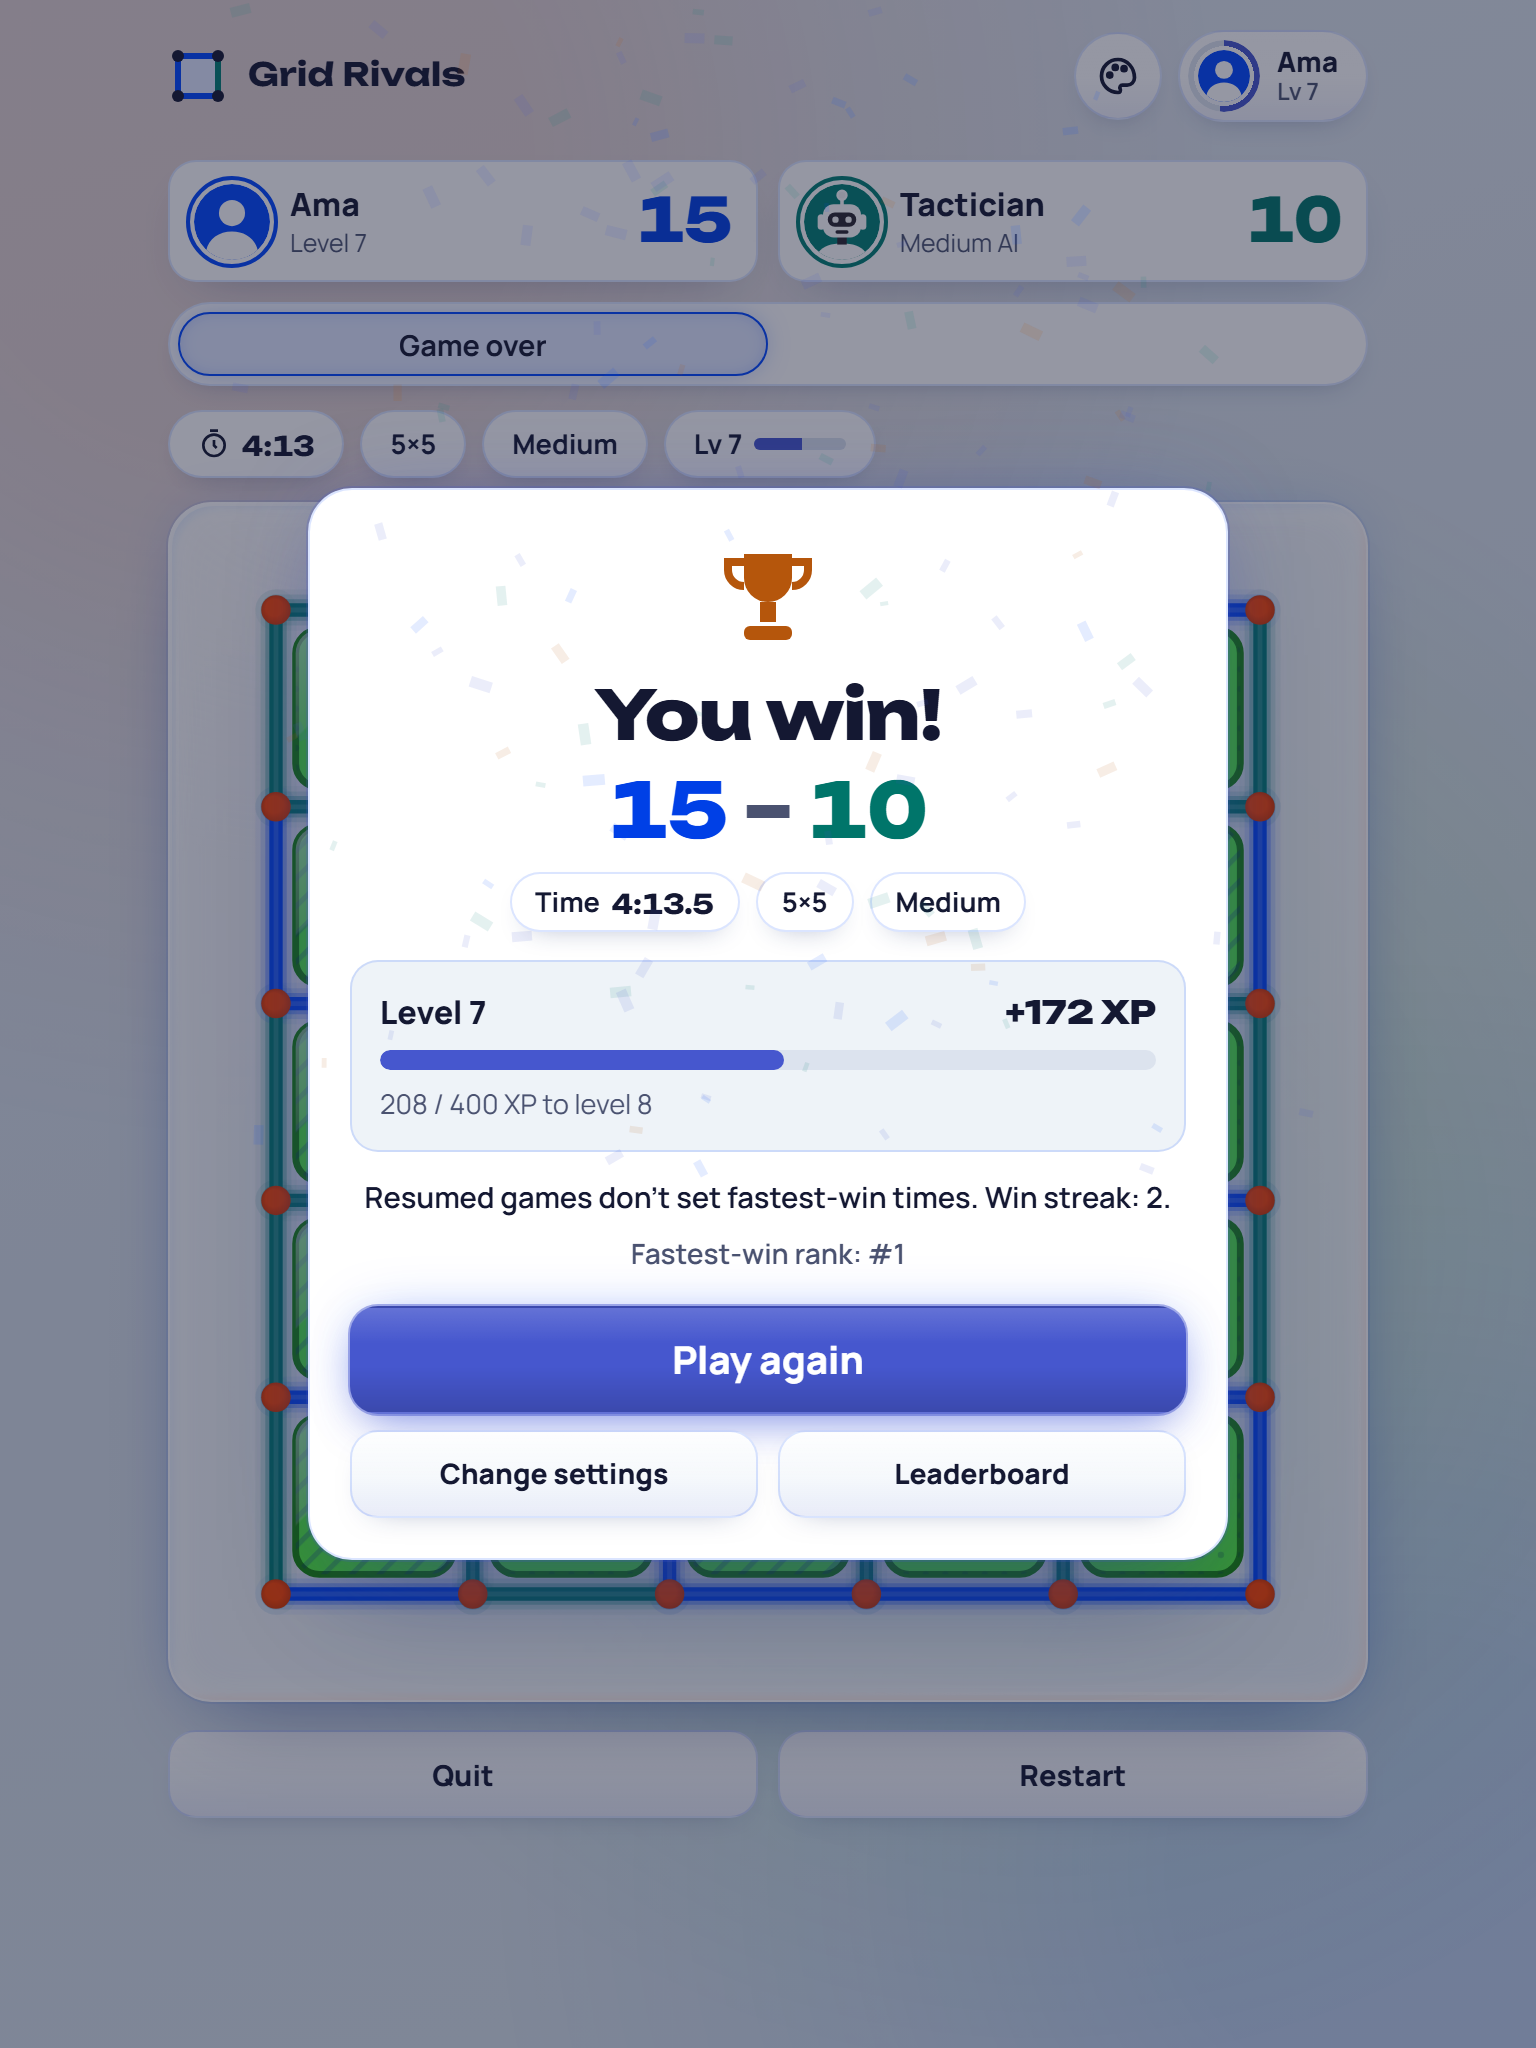 Grid Rivals
Ama
Lv 7
Ama
Level 7
15
Tactician
Medium AI
10
Game over
4:13
5×5
Medium
Lv 7
You win!
15 – 10
Time 4:13.5
5×5
Medium
Level 7
+172 XP
208 / 400 XP to level 8
Resumed games don’t set fastest-win times. Win streak: 2.
Fastest-win rank: #1
Play again
Change settings
Leaderboard
Quit
Restart